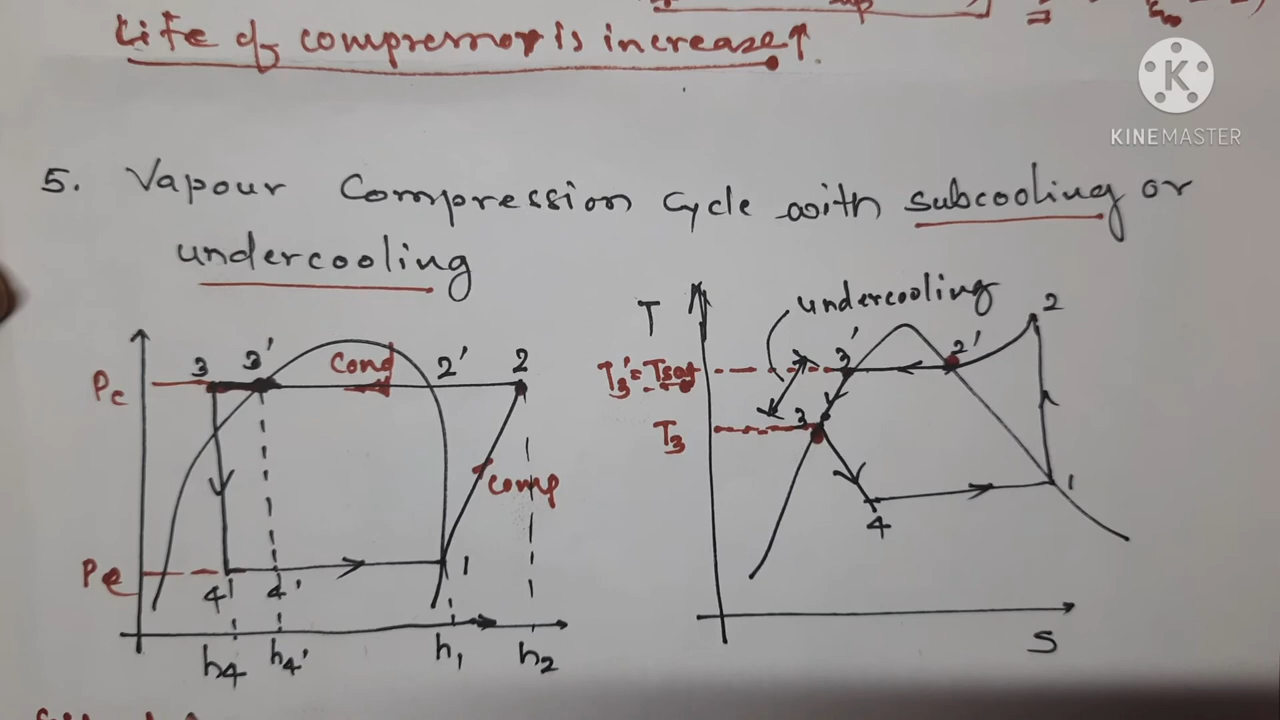 Life of compressor is increase↑.
K
KINEMASTER
5. Vapour Compression Cycle with subcooling or
undercooling
Pc
3 3' Cond 2' 2
Comp
Pe
4 4' 1
h4 h4' h1 h2
T
undercooling
2
T3' = Tsat 3' 2'
T3 3
1
4
S